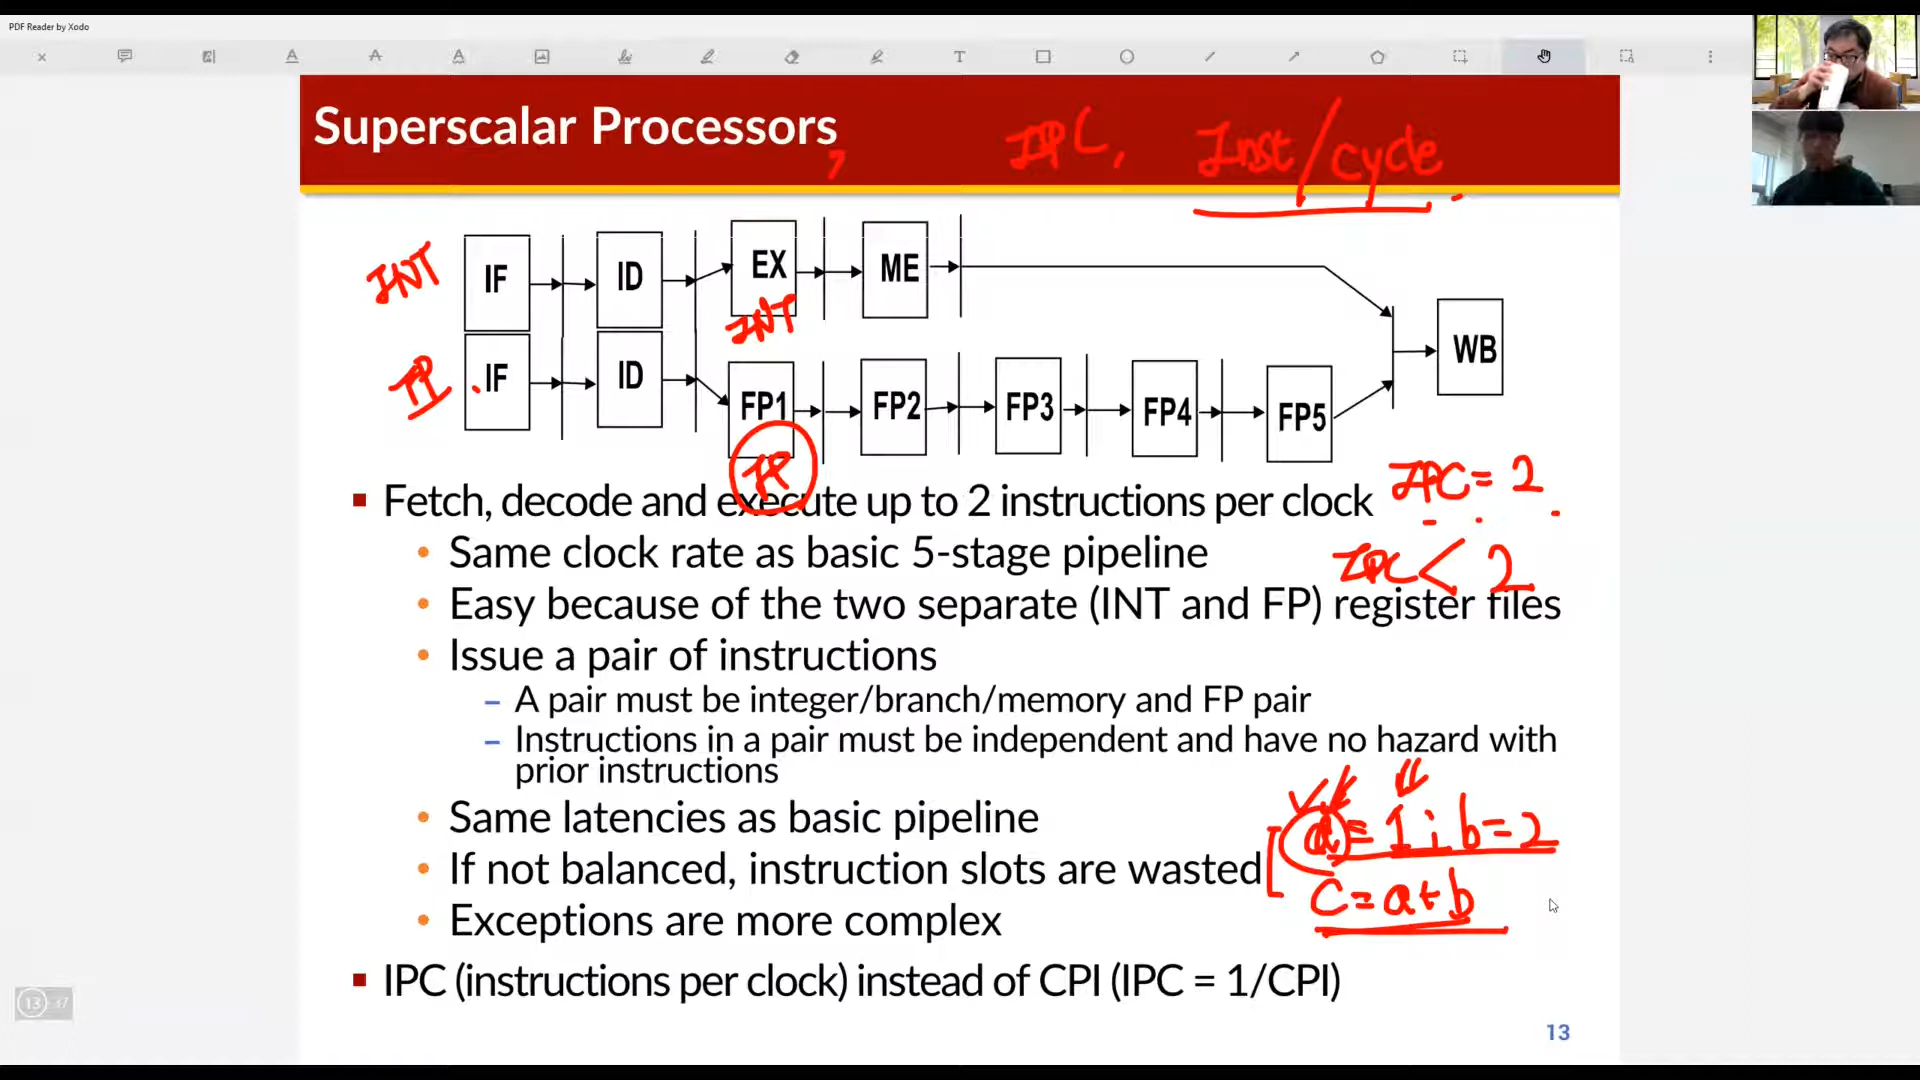 PDF Reader by Xodo
Superscalar Processors
IPC, Inst/cycle
INT IF ID EX ME
INT
WB
FP IF ID FP1 FP2 FP3 FP4 FP5
FP
▪ Fetch, decode and execute up to 2 instructions per clock IPC = 2
• Same clock rate as basic 5-stage pipeline IPC < 2
• Easy because of the two separate (INT and FP) register files
• Issue a pair of instructions
– A pair must be integer/branch/memory and FP pair
– Instructions in a pair must be independent and have no hazard with
prior instructions
• Same latencies as basic pipeline a = 1; b = 2
• If not balanced, instruction slots are wasted c = a + b
• Exceptions are more complex
▪ IPC (instructions per clock) instead of CPI (IPC = 1/CPI)
13